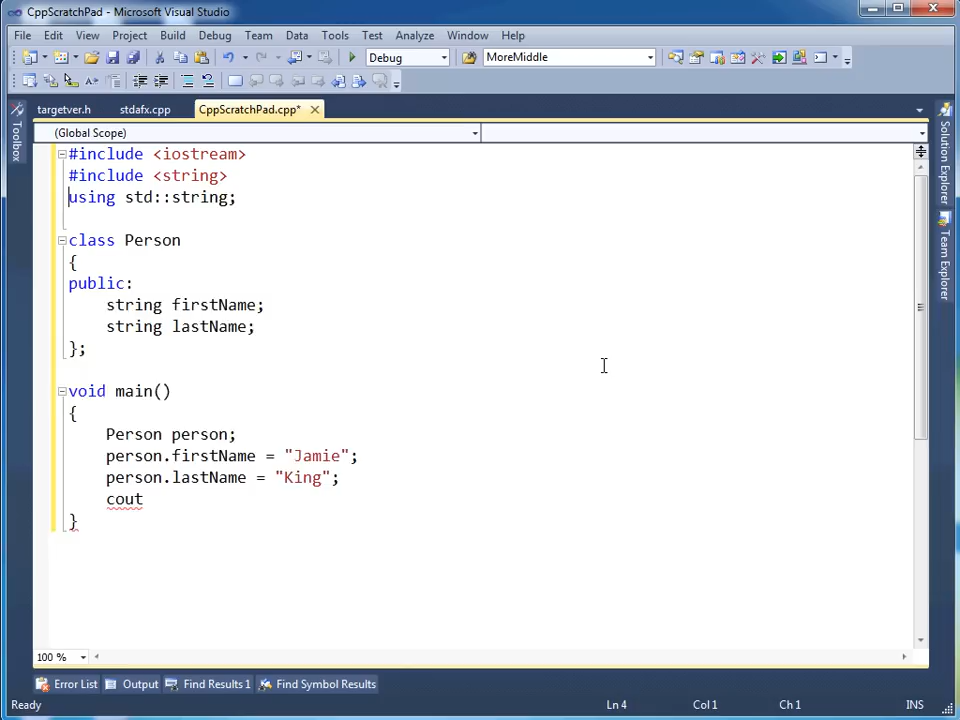 CppScratchPad - Microsoft Visual Studio
File Edit View Project Build Debug Team Data Tools Test Analyze Window Help
Debug MoreMiddle
targetver.h stdafx.cpp CppScratchPad.cpp*
Toolbox
(Global Scope)
#include <iostream>
#include <string>
using std::string;
class Person
{
public:
string firstName;
string lastName;
};
void main()
{
Person person;
person.firstName = "Jamie";
person.lastName = "King";
cout
}
Solution Explorer
Team Explorer
100 %
Error List Output Find Results 1 Find Symbol Results
Ready Ln 4 Col 1 Ch 1 INS